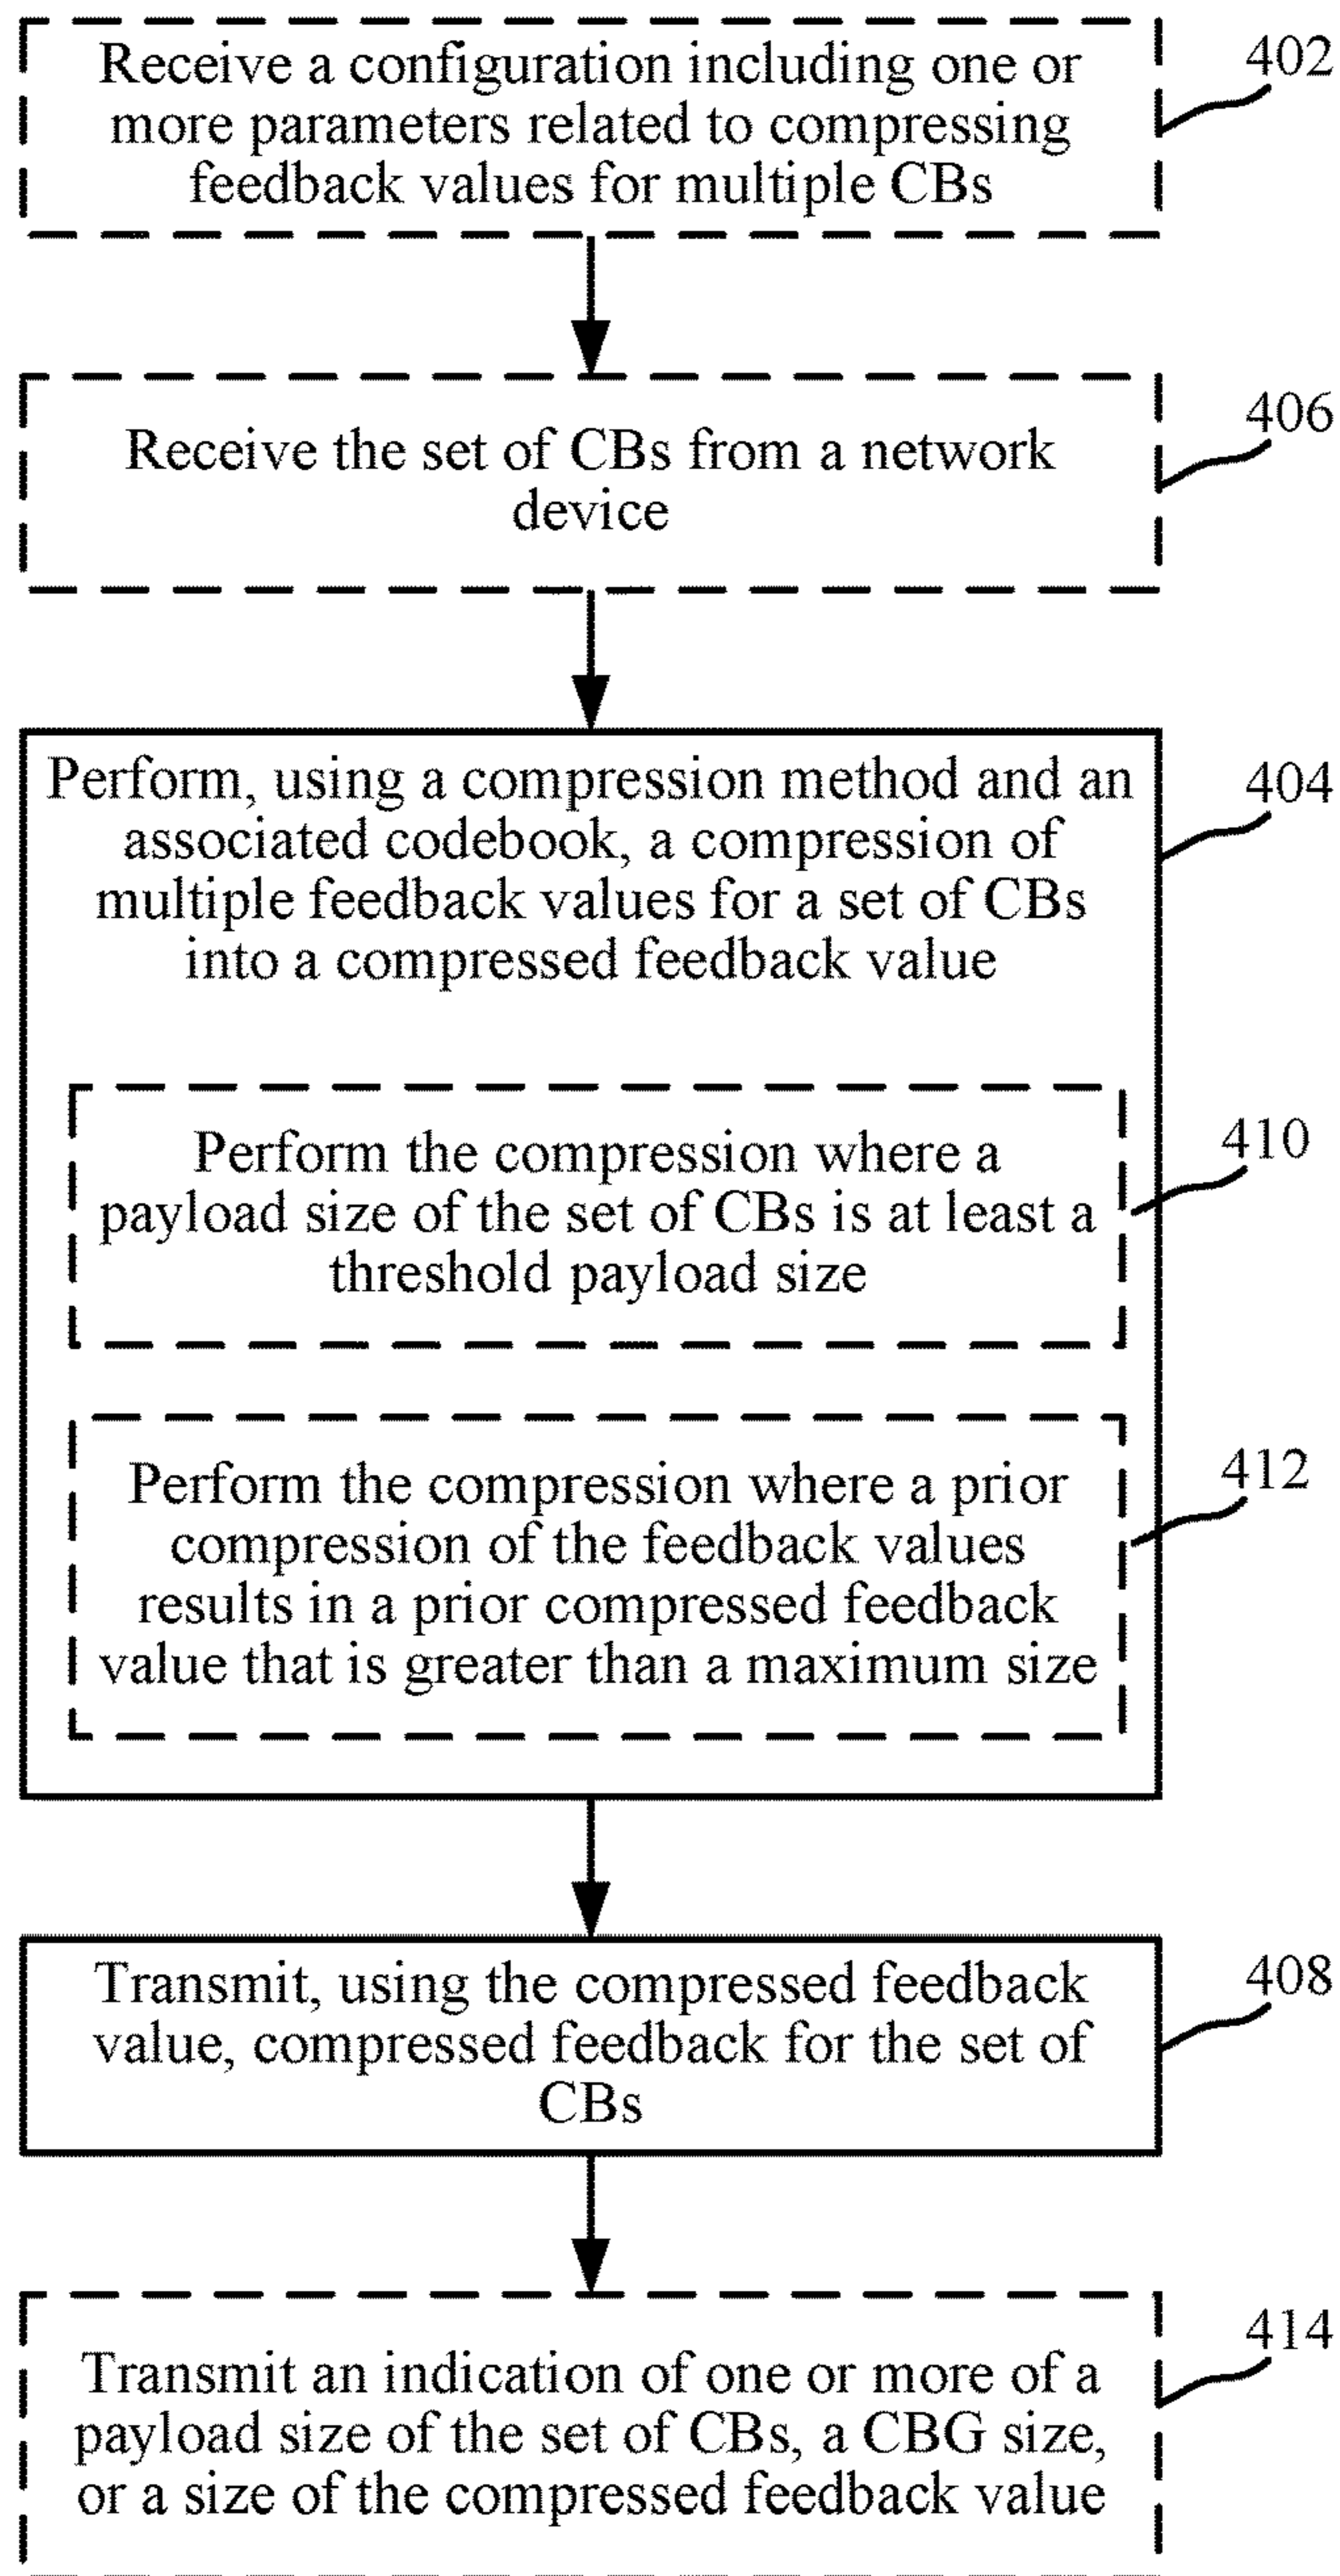 Receive a configuration including one or
more parameters related to compressing
feedback values for multiple CBs
402
Receive the set of CBs from a network
device
406
Perform, using a compression method and an
associated codebook, a compression of
multiple feedback values for a set of CBs
into a compressed feedback value
404
Perform the compression where a
payload size of the set of CBs is at least a
threshold payload size
410
Perform the compression where a prior
compression of the feedback values
results in a prior compressed feedback
value that is greater than a maximum size
412
Transmit, using the compressed feedback
value, compressed feedback for the set of
CBs
408
Transmit an indication of one or more of a
payload size of the set of CBs, a CBG size,
or a size of the compressed feedback value
414